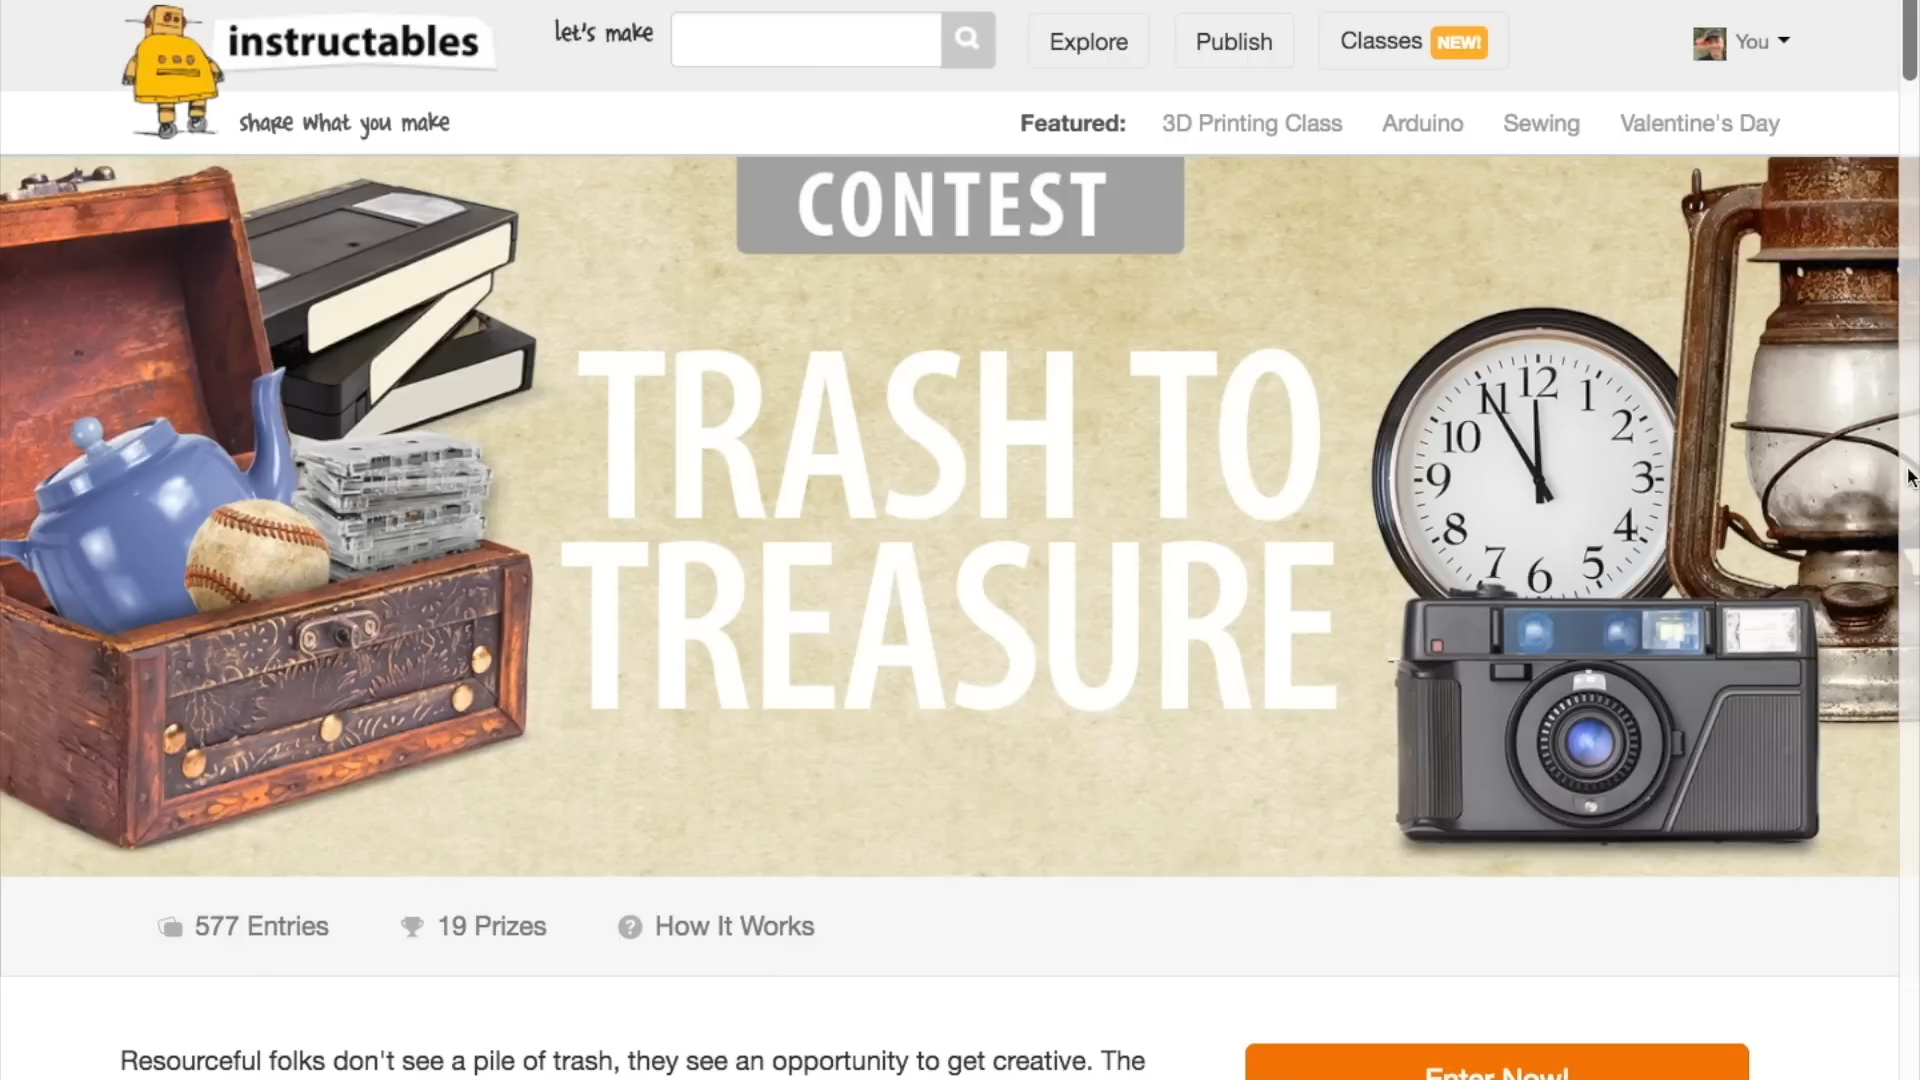 instructables
let's make
Explore
Publish
Classes NEW!
You
share what you make
Featured: 3D Printing Class Arduino Sewing Valentine's Day
CONTEST
TRASH TO
TREASURE
12
1
2
3
4
5
6
7
8
9
10
11
577 Entries
19 Prizes
? How It Works
Resourceful folks don't see a pile of trash, they see an opportunity to get creative. The
Enter Now!